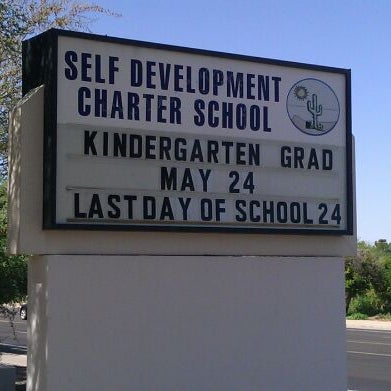 SELF DEVELOPMENT
CHARTER SCHOOL
KINDERGARTEN GRAD
MAY 24
LAST DAY OF SCHOOL 24